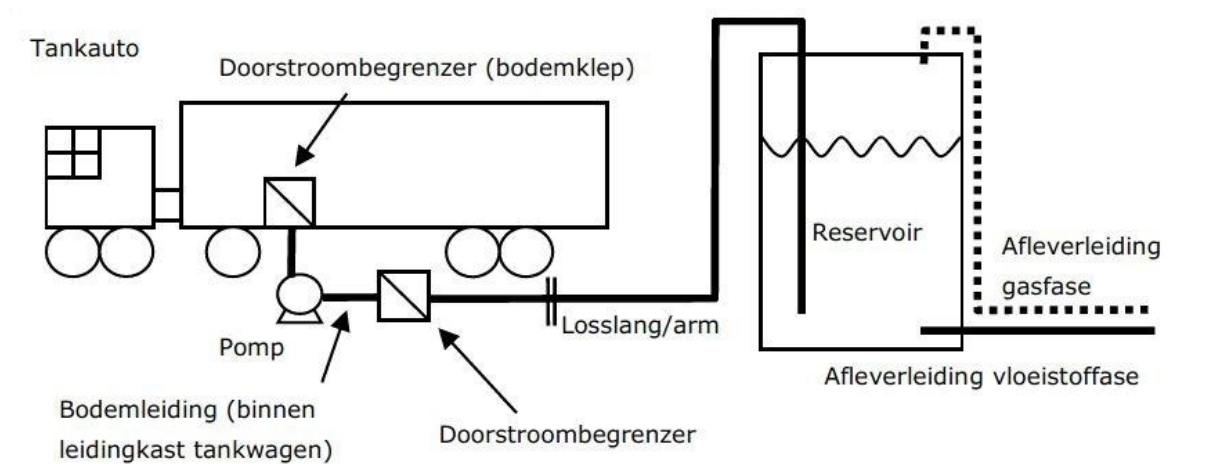 Tankauto
Doorstroombegrenzer (bodemklep)
Reservoir
Afleverleiding
gasfase
Losslang/arm
Pomp
Afleverleiding vloeistoffase
Bodemleiding (binnen
leidingkast tankwagen)
Doorstroombegrenzer